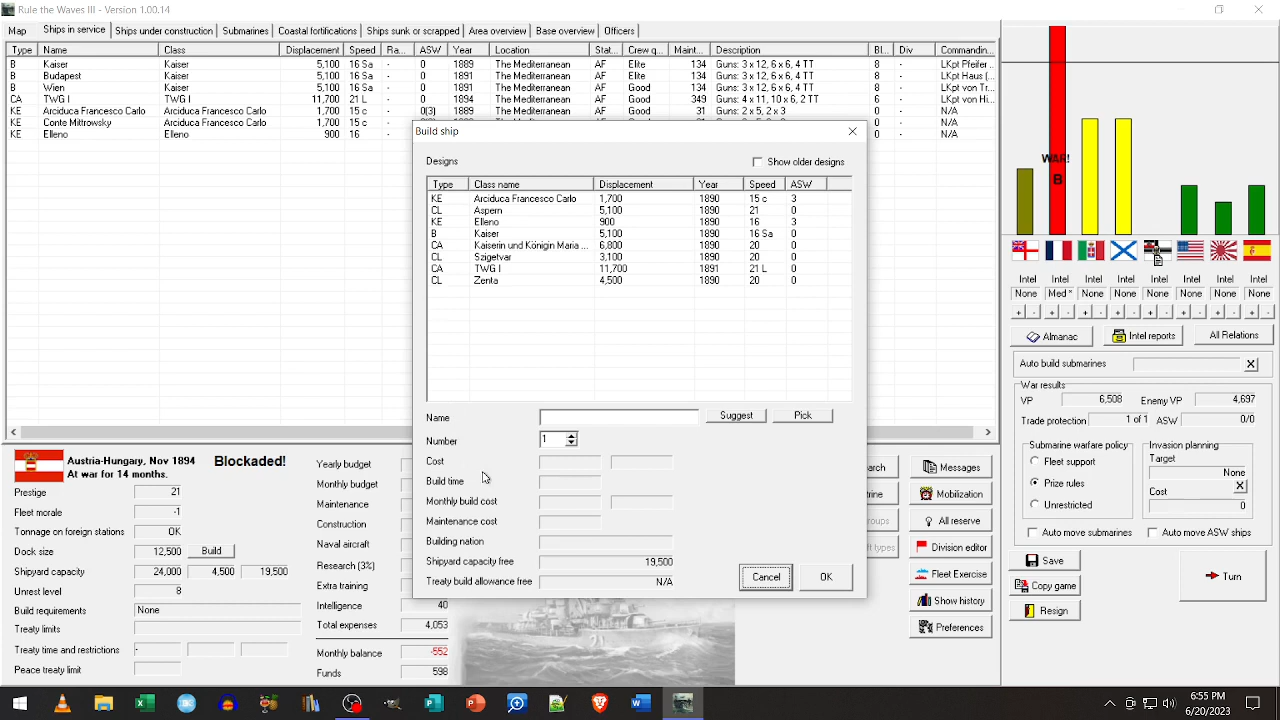 Rule the Waves III - Version 1.00.14
Map Ships in service Ships under construction Submarines Coastal fortifications Ships sunk or scrapped Area overview Base overview Officers
Type Name Class Displacement Speed Ra... ASW Year Location Stat... Crew q... Maint... Description Bl... Div Commandin...
B Kaiser Kaiser 5,100 16 Sa 0 1889 The Mediterranean AF Elite 134 Guns: 3 x 12, 6 x 6, 4 TT 8 - LKpt Pfeifer ...
B Budapest Kaiser 5,100 16 Sa 0 1891 The Mediterranean AF Elite 134 Guns: 3 x 12, 6 x 6, 4 TT 8 - LKpt Haus (...
B Wien Kaiser 5,100 16 Sa 0 1891 The Mediterranean AF Good 134 Guns: 3 x 12, 6 x 6, 4 TT 8 - LKpt von Tr...
CA TWG I TWG I 11,700 21 L 0 1894 The Mediterranean AF Good 349 Guns: 4 x 11, 10 x 6, 2 TT 6 - LKpt von Hi...
KE Arciduca Francesco Carlo Arciduca Francesco Carlo 1,700 15 c 0(3) 1889 The Mediterranean AF Good 31 Guns: 2 x 5, 2 x 3 0 - N/A
KE Conte Mittrowsky Arciduca Francesco Carlo 1,700 15 c 0 - N/A
KE Elleno Elleno 900 16 0 - N/A
Build ship
Designs
Show older designs
Type Class name Displacement Year Speed ASW
KE Arciduca Francesco Carlo 1,700 1890 15 c 3
CL Aspern 5,100 1890 21 0
KE Elleno 900 1890 16 3
B Kaiser 5,100 1890 16 Sa 0
CA Kaiserin und Königin Maria ... 6,800 1890 20 0
CL Szigetvar 3,100 1890 20 0
CA TWG I 11,700 1891 21 L 0
CL Zenta 4,500 1890 20 0
Name Suggest Pick
Number 1
Cost
Build time
Monthly build cost
Maintenance cost
Building nation
Shipyard capacity free 19,500
Treaty build allowance free N/A
Cancel OK
WAR!
B
Intel Intel Intel Intel Intel Intel Intel Intel
None Med * None None None None None None
+ - + - + - + - + - + - + - + -
Almanac Intel reports All Relations
Auto build submarines X
War results
VP 6,508 Enemy VP 4,697
Trade protection 1 of 1 ASW 0/0
Submarine warfare policy
Fleet support
Prize rules
Unrestricted
Invasion planning
Target
None
Cost X
0
Auto move submarines Auto move ASW ships
Save
Copy game
Resign
Turn
Austria-Hungary, Nov 1894 Blockaded!
At war for 14 months.
Prestige 21
Fleet morale -1
Tonnage on foreign stations OK
Dock size 12,500 Build
Shipyard capacity 24,000 4,500 19,500
Unrest level 8
Build requirements None
Treaty limits
Treaty time and restrictions -
Peace treaty limit
Yearly budget
Monthly budget
Maintenance
Construction
Naval aircraft
Research (3%)
Extra training
Intelligence 40
Total expenses 4,053
Monthly balance -552
Funds 598
arch Messages
trine Mobilization
oups All reserve
ft types Division editor
Fleet Exercise
Show history
Preferences
6:55 PM
6/20/2023